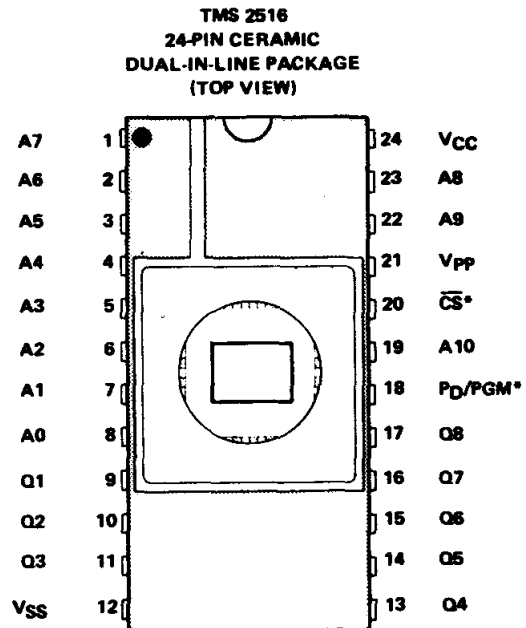 TMS 2516
24-PIN CERAMIC
DUAL-IN-LINE PACKAGE
(TOP VIEW)
A7 1 24 VCC
A6 2 23 A8
A5 3 22 A9
A4 4 21 VPP
A3 5 20 C̅S̅*
A2 6 19 A10
A1 7 18 PD/PGM*
A0 8 17 Q8
Q1 9 16 Q7
Q2 10 15 Q6
Q3 11 14 Q5
VSS 12 13 Q4